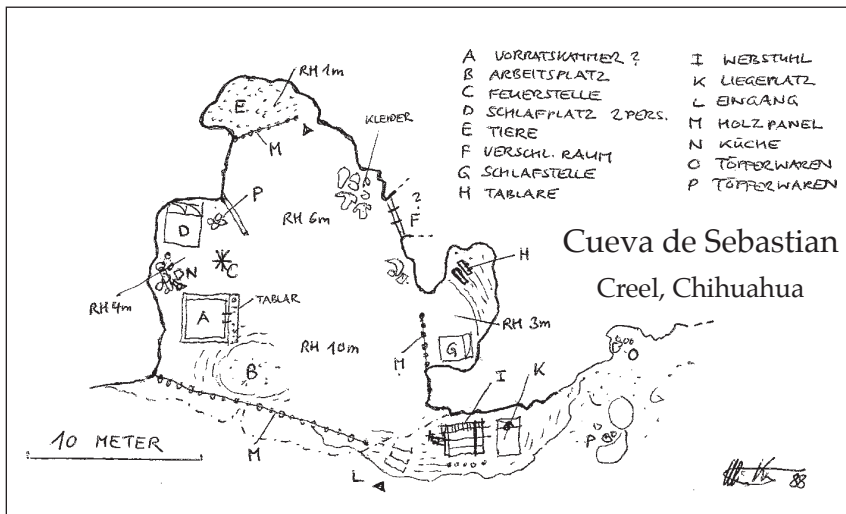 A VORRATSKAMMER ?
B ARBEITSPLATZ
C FEUERSTELLE
D SCHLAFPLATZ 2 PERS.
E TIERE
F VERSCHL. RAUM
G SCHLAFSTELLE
H TABLARE
I WEBSTUHL
K LIEGEPLATZ
L EINGANG
M HOLZPANEL
N KÜCHE
O TÖPFERWAREN
P TÖPFERWAREN
Cueva de Sebastian
Creel, Chihuahua
RH 1m
E
M
KLEIDER
P
?
F
D
RH 6m
H
N
C
RH 4m
TABLAR
A
RH 3m
M
G
RH 10m
O
B
I
K
P
10 METER
M
L
88